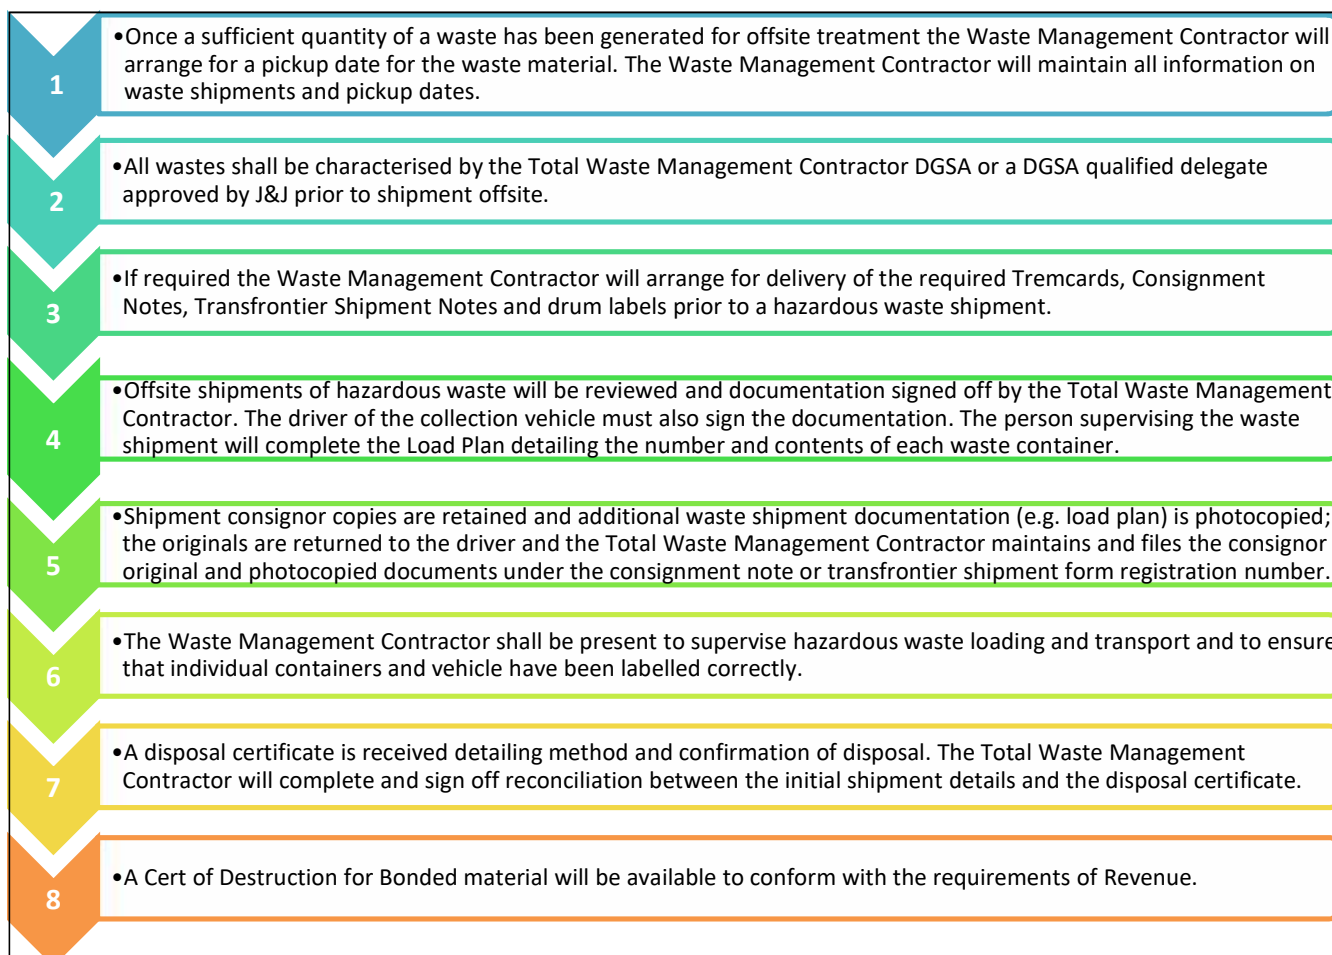 1
•Once a sufficient quantity of a waste has been generated for offsite treatment the Waste Management Contractor will
arrange for a pickup date for the waste material. The Waste Management Contractor will maintain all information on
waste shipments and pickup dates.
2
•All wastes shall be characterised by the Total Waste Management Contractor DGSA or a DGSA qualified delegate
approved by J&J prior to shipment offsite.
3
•If required the Waste Management Contractor will arrange for delivery of the required Tremcards, Consignment
Notes, Transfrontier Shipment Notes and drum labels prior to a hazardous waste shipment.
4
•Offsite shipments of hazardous waste will be reviewed and documentation signed off by the Total Waste Management
Contractor. The driver of the collection vehicle must also sign the documentation. The person supervising the waste
shipment will complete the Load Plan detailing the number and contents of each waste container.
5
•Shipment consignor copies are retained and additional waste shipment documentation (e.g. load plan) is photocopied;
the originals are returned to the driver and the Total Waste Management Contractor maintains and files the consignor
original and photocopied documents under the consignment note or transfrontier shipment form registration number.
6
•The Waste Management Contractor shall be present to supervise hazardous waste loading and transport and to ensure
that individual containers and vehicle have been labelled correctly.
7
•A disposal certificate is received detailing method and confirmation of disposal. The Total Waste Management
Contractor will complete and sign off reconciliation between the initial shipment details and the disposal certificate.
8
•A Cert of Destruction for Bonded material will be available to conform with the requirements of Revenue.